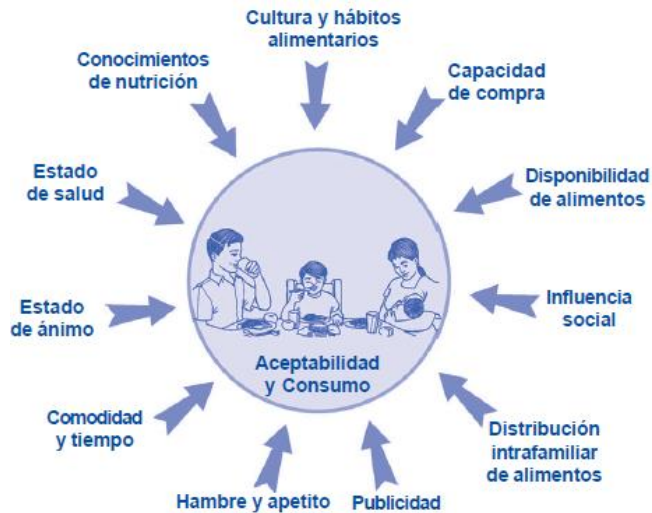 Cultura y hábitos
alimentarios
Capacidad
de compra
Disponibilidad
de alimentos
Influencia
social
Distribución
intrafamiliar
de alimentos
Publicidad
Hambre y apetito
Comodidad
y tiempo
Estado
de ánimo
Estado
de salud
Conocimientos
de nutrición
Aceptabilidad
y Consumo